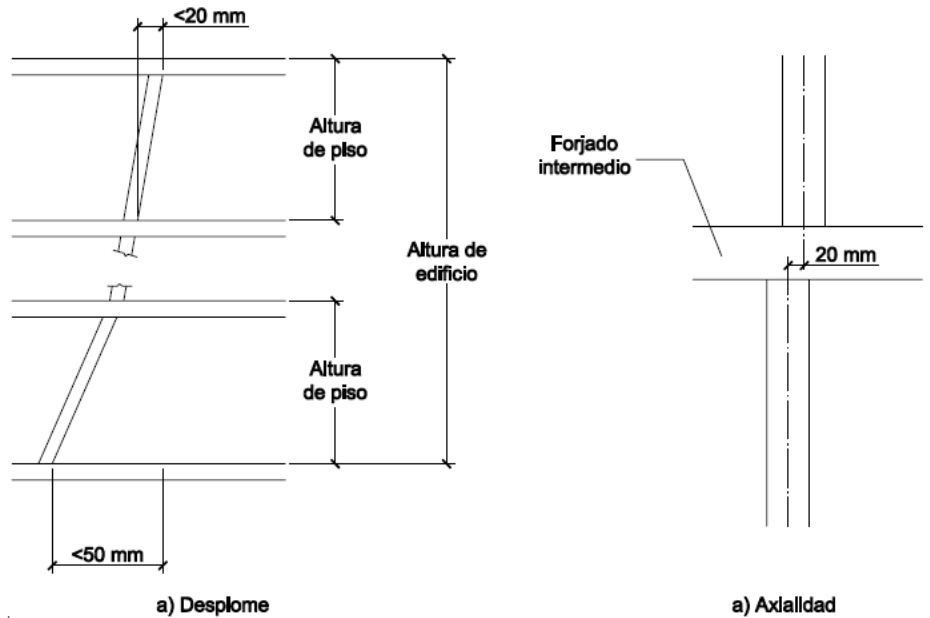 <20 mm
Altura
de piso
Altura de
edificio
Altura
de piso
<50 mm
a) Desplome
Forjado
intermedio
20 mm
a) Axialidad